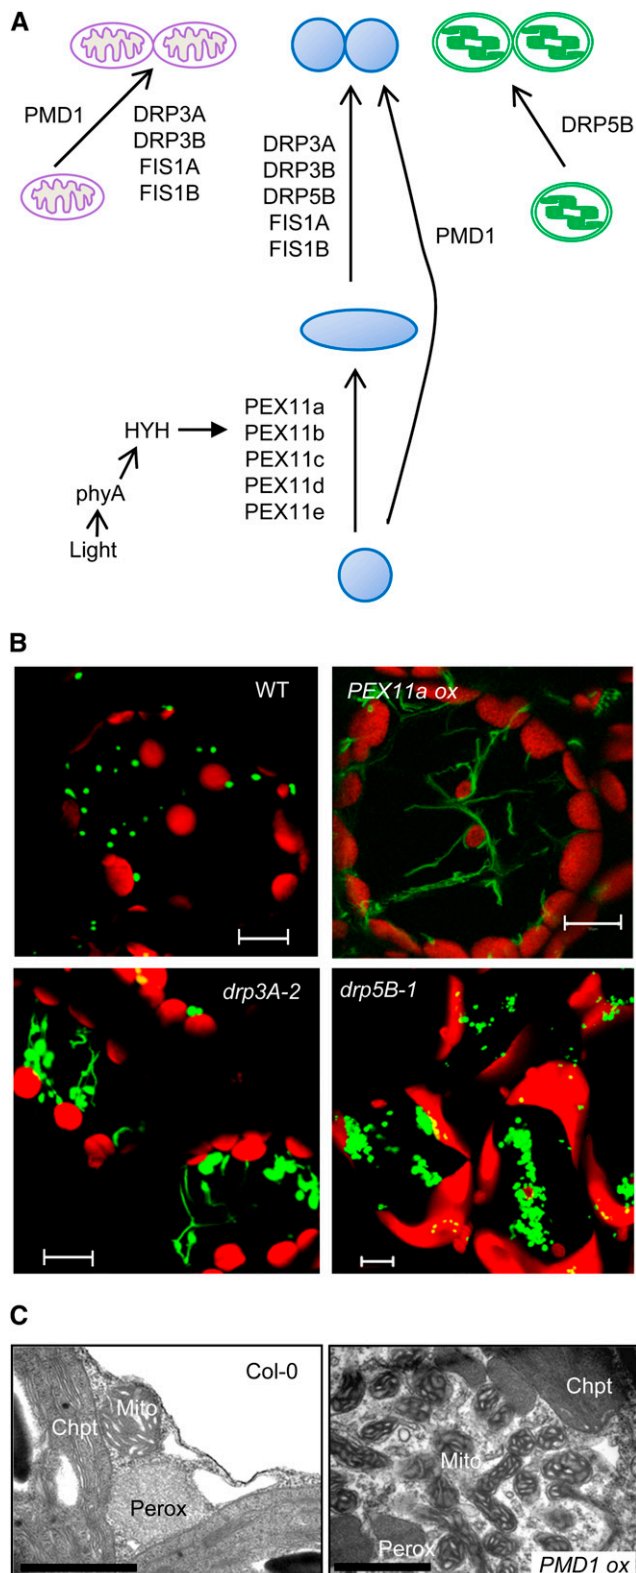 A
PMD1
DRP3A
DRP3B
FIS1A
FIS1B
DRP3A
DRP3B
DRP5B
FIS1A
FIS1B
DRP5B
PMD1
PEX11a
PEX11b
PEX11c
PEX11d
PEX11e
HYH
phyA
Light
B
WT
PEX11a ox
drp3A-2
drp5B-1
C
Col-0
Chpt
Mito
Perox
Chpt
Mito
Perox
PMD1 ox